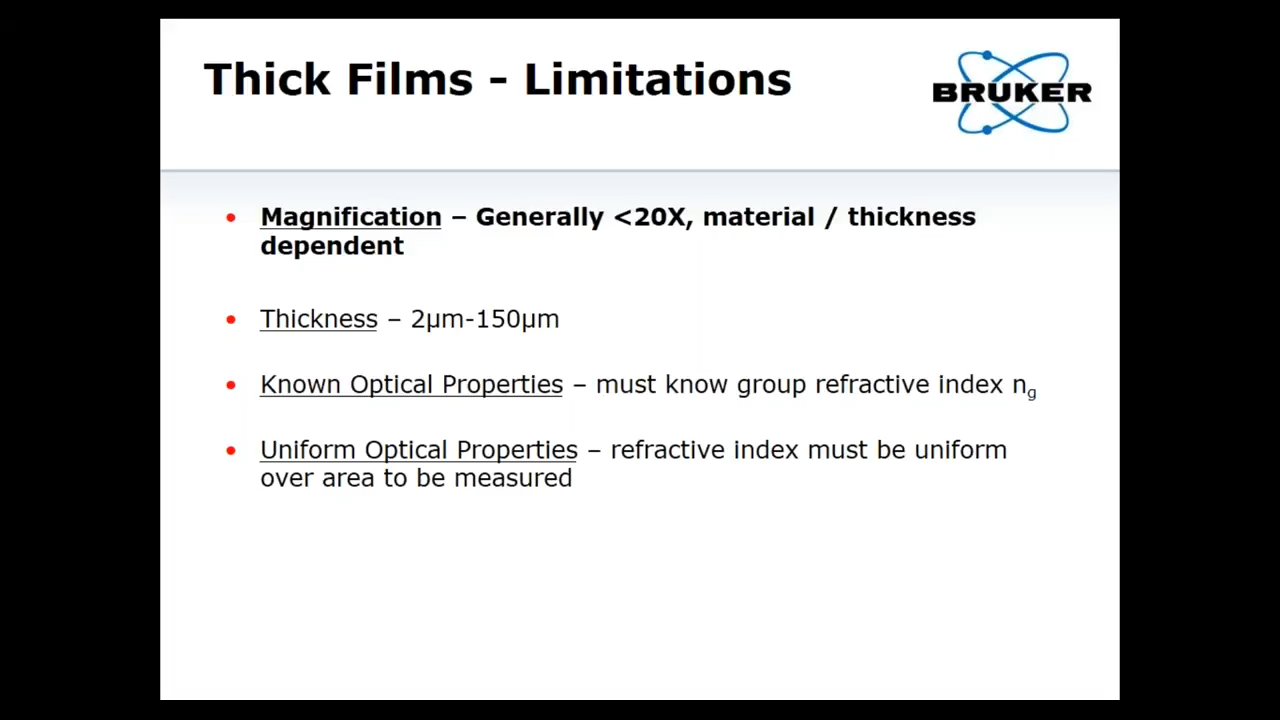 Thick Films - Limitations
BRUKER
• Magnification – Generally <20X, material / thickness
dependent
• Thickness – 2µm-150µm
• Known Optical Properties – must know group refractive index ng
• Uniform Optical Properties – refractive index must be uniform
over area to be measured